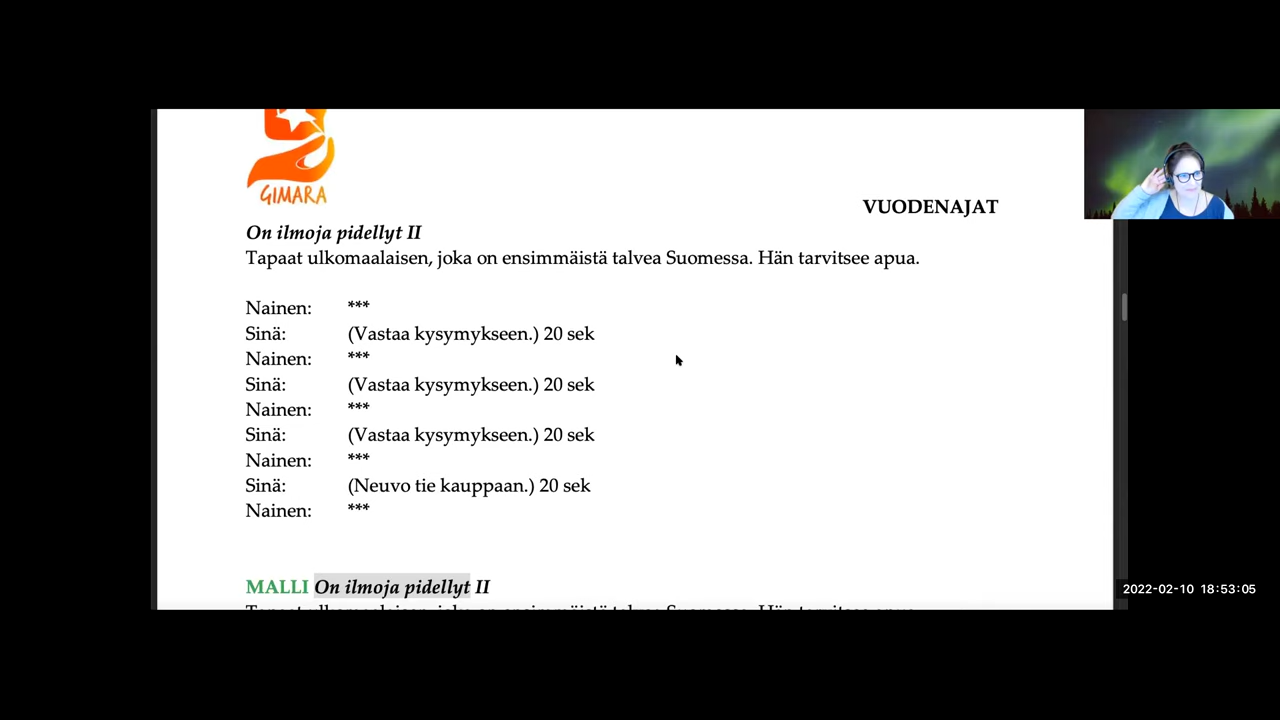 GIMARA
VUODENAJAT
On ilmoja pidellyt II
Tapaat ulkomaalaisen, joka on ensimmäistä talvea Suomessa. Hän tarvitsee apua.
Nainen: ***
Sinä: (Vastaa kysymykseen.) 20 sek
Nainen: ***
Sinä: (Vastaa kysymykseen.) 20 sek
Nainen: ***
Sinä: (Vastaa kysymykseen.) 20 sek
Nainen: ***
Sinä: (Neuvo tie kauppaan.) 20 sek
Nainen: ***
MALLI On ilmoja pidellyt II
2022-02-10 18:53:05